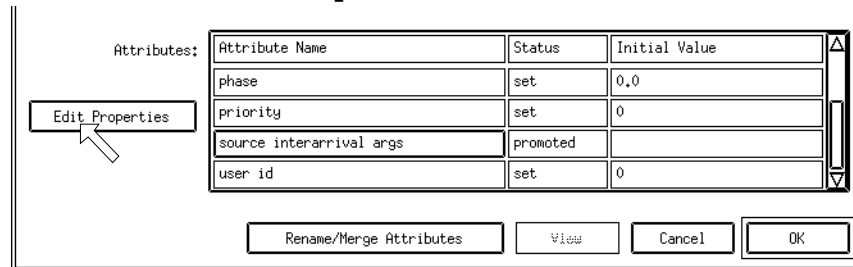 Attributes: Attribute Name Status Initial Value
phase set 0.0
Edit Properties priority set 0
source interarrival args promoted
user id set 0
Rename/Merge Attributes View Cancel OK